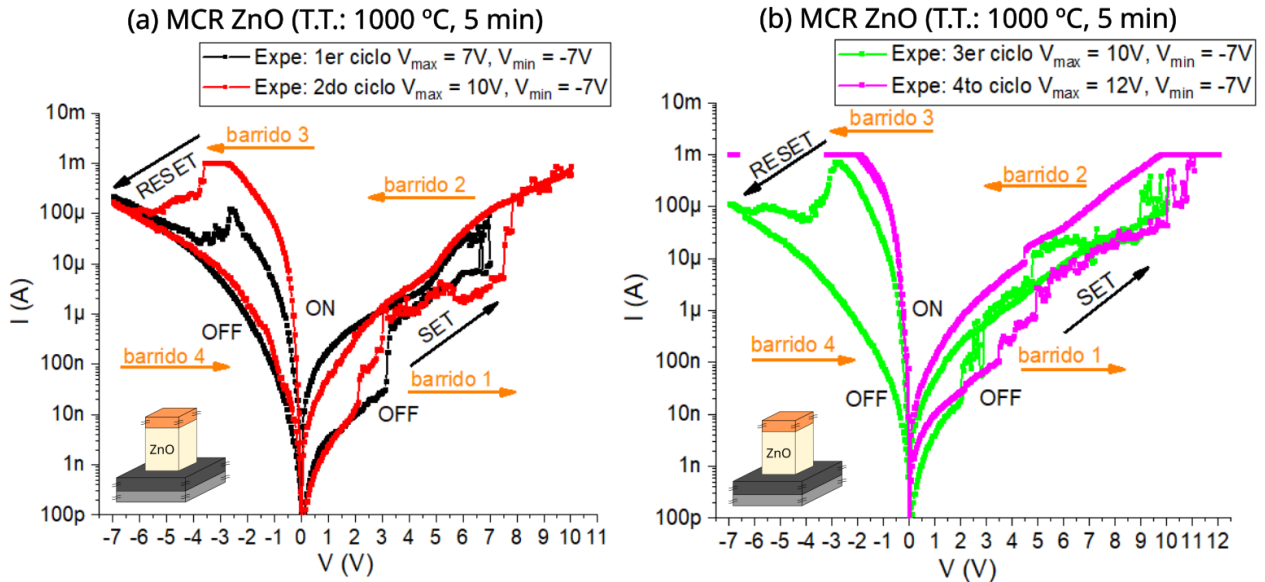 (a) MCR ZnO (T.T.: 1000 ºC, 5 min)
Expe: 1er ciclo Vmax = 7V, Vmin = -7V
Expe: 2do ciclo Vmax = 10V, Vmin = -7V
10m
1m
100µ
10µ
1µ
100n
10n
1n
100p
I (A)
barrido 3
RESET
barrido 2
ON
OFF
SET
barrido 4
barrido 1
OFF
ZnO
-7 -6 -5 -4 -3 -2 -1 0 1 2 3 4 5 6 7 8 9 10 11
V (V)
(b) MCR ZnO (T.T.: 1000 ºC, 5 min)
Expe: 3er ciclo Vmax = 10V, Vmin = -7V
Expe: 4to ciclo Vmax = 12V, Vmin = -7V
10m
1m
100µ
10µ
1µ
100n
10n
1n
100p
I (A)
barrido 3
RESET
barrido 2
ON
SET
barrido 4
barrido 1
OFF
OFF
ZnO
-7 -6 -5 -4 -3 -2 -1 0 1 2 3 4 5 6 7 8 9 10 11 12
V (V)